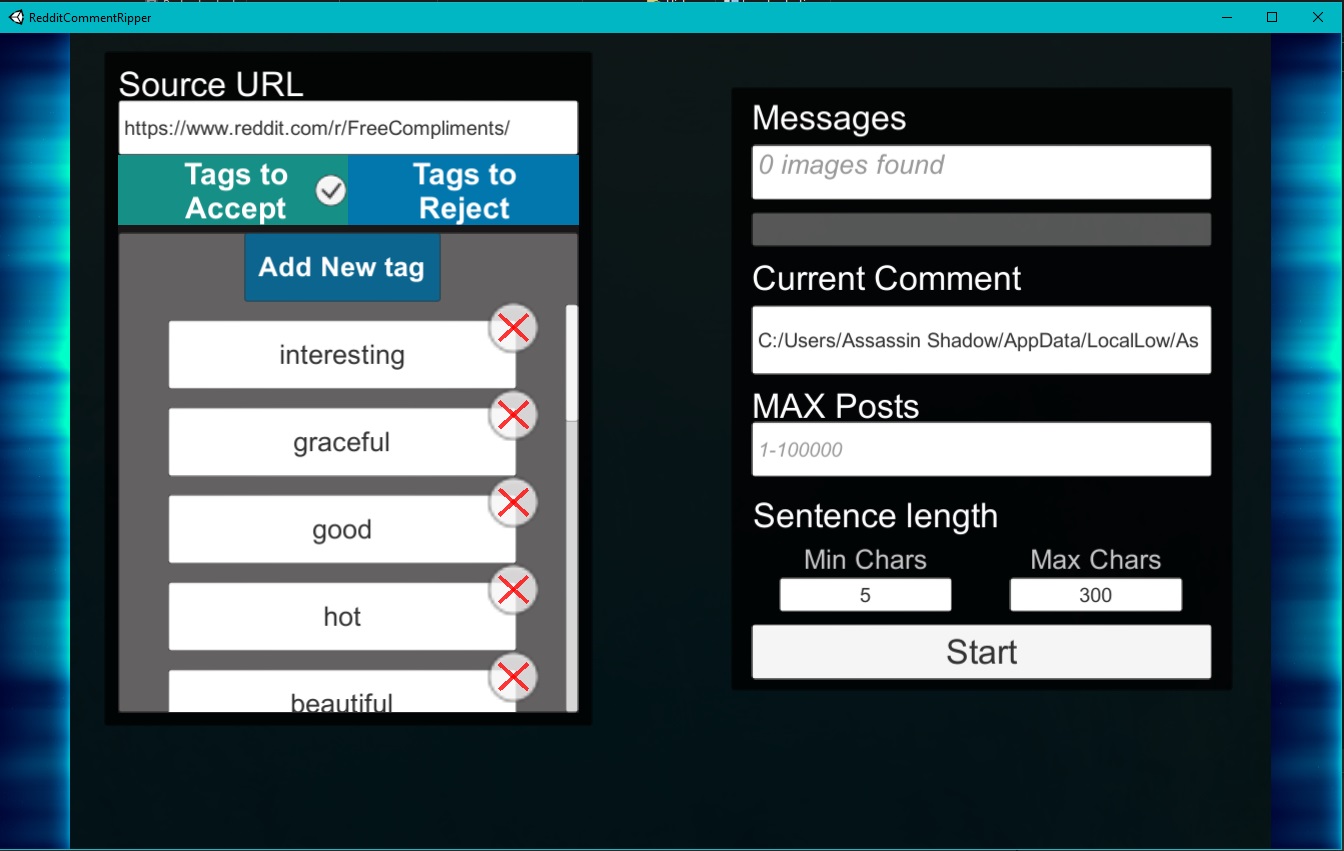 RedditCommentRipper
Source URL
https://www.reddit.com/r/FreeCompliments/
Tags to
Accept
Tags to
Reject
Add New tag
interesting
graceful
good
hot
beautiful
Messages
0 images found
Current Comment
C:/Users/Assassin Shadow/AppData/LocalLow/As
MAX Posts
1-100000
Sentence length
Min Chars
Max Chars
5
300
Start